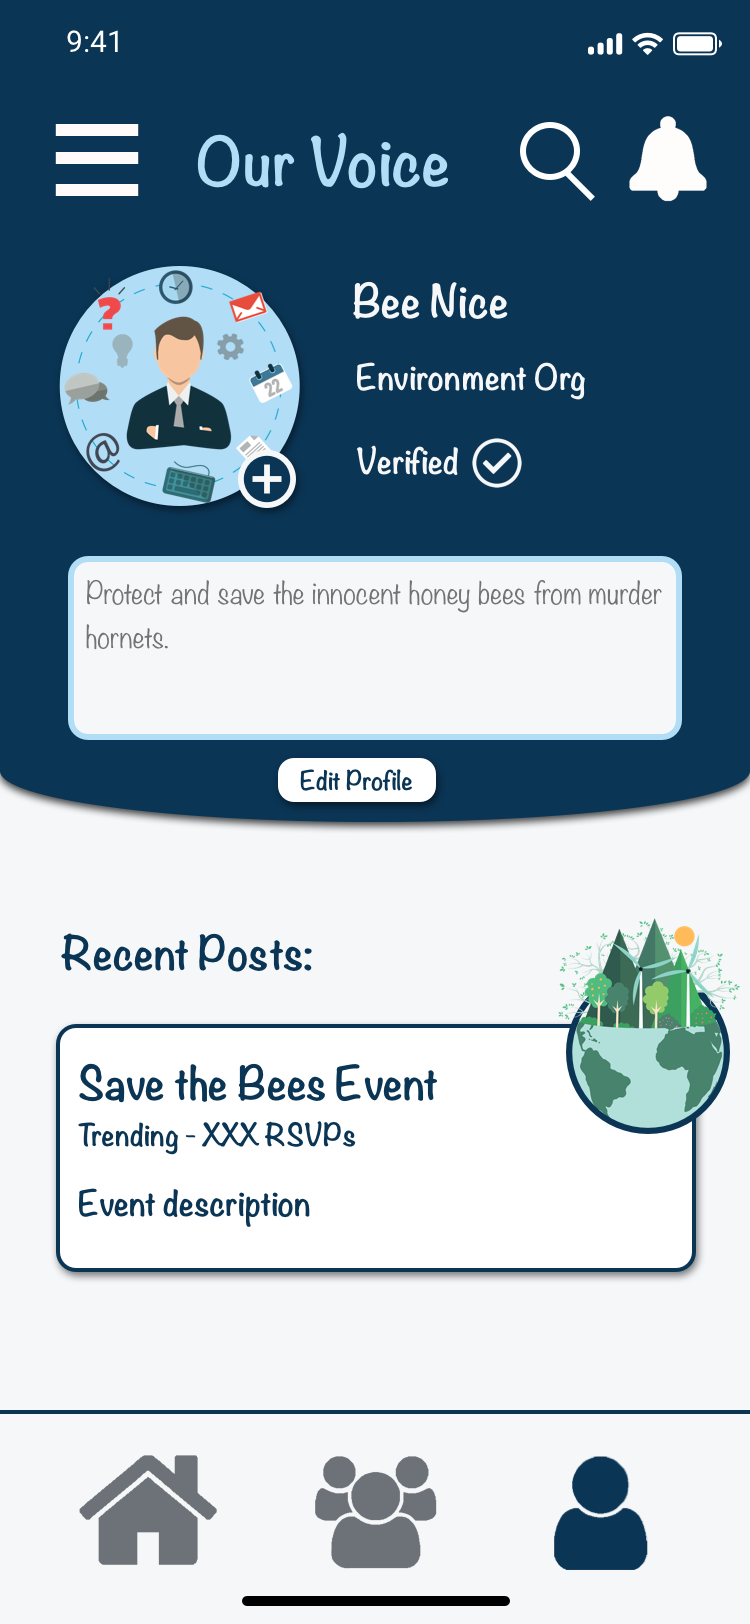 9:41
Our Voice
?
22
@
Bee Nice
Environment Org
Verified
Protect and save the innocent honey bees from murder
hornets.
Edit Profile
Recent Posts:
Save the Bees Event
Trending - XXX RSVPs
Event description